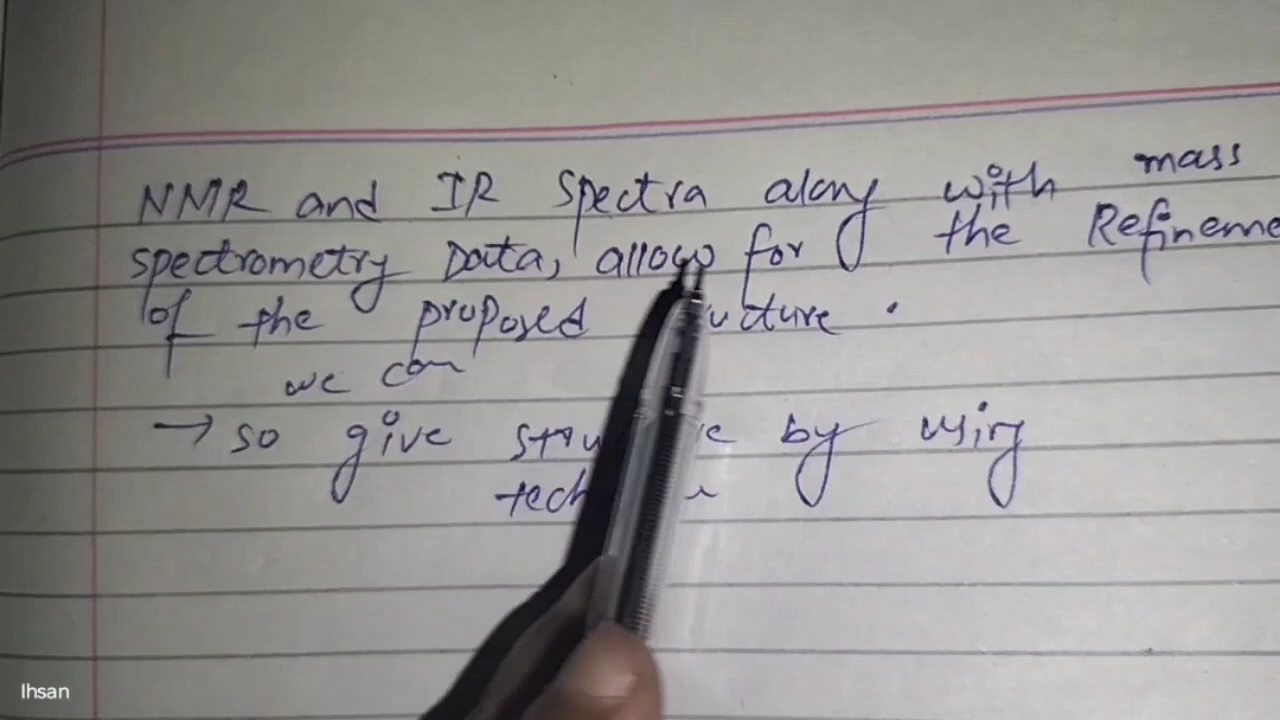 NMR and IR Spectra along with mass
spectrometry Data, allow for the Refineme
of the proposed ucture.
we can
→ so give by using
Ihsan